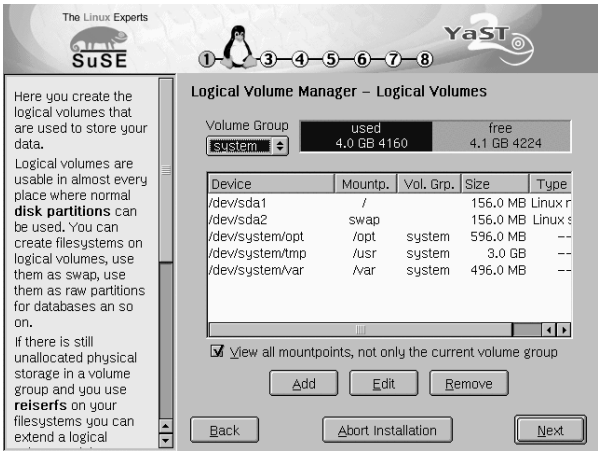 The Linux Experts
SuSE
YaST
2
1 3 4 5 6 7 8
Here you create the
logical volumes that
are used to store your
data.
Logical volumes are
usable in almost every
place where normal
disk partitions can
be used. You can
create filesystems on
logical volumes, use
them as swap, use
them as raw partitions
for databases an so
on.
If there is still
unallocated physical
storage in a volume
group and you use
reiserfs on your
filesystems you can
extend a logical
Logical Volume Manager – Logical Volumes
Volume Group
system
used
4.0 GB 4160
free
4.1 GB 4224
Device Mountp. Vol. Grp. Size Type
/dev/sda1 / 156.0 MB Linux
/dev/sda2 swap 156.0 MB Linux s
/dev/system/opt /opt system 596.0 MB --
/dev/system/tmp /usr system 3.0 GB --
/dev/system/var /var system 496.0 MB --
View all mountpoints, not only the current volume group
Add Edit Remove
Back Abort Installation Next